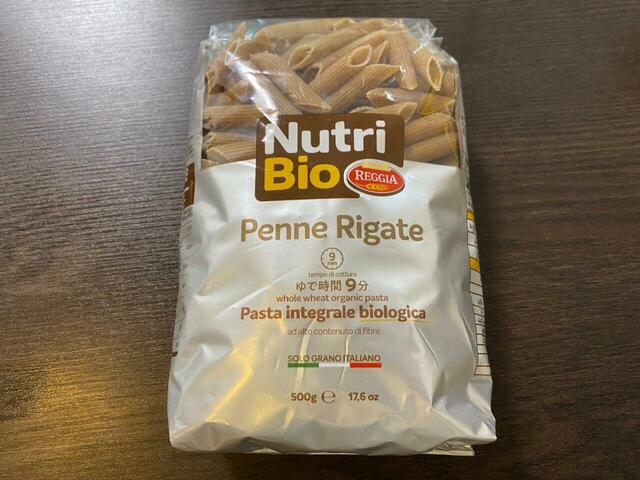 Nutri
Bio
REGGIA
Penne Rigate
9
min
tempo di cottura
ゆで時間 9分
whole wheat organic pasta
Pasta integrale biologica
ad alto contenuto di fibre
SOLO GRANO ITALIANO
500g ℮ 17,6 oz